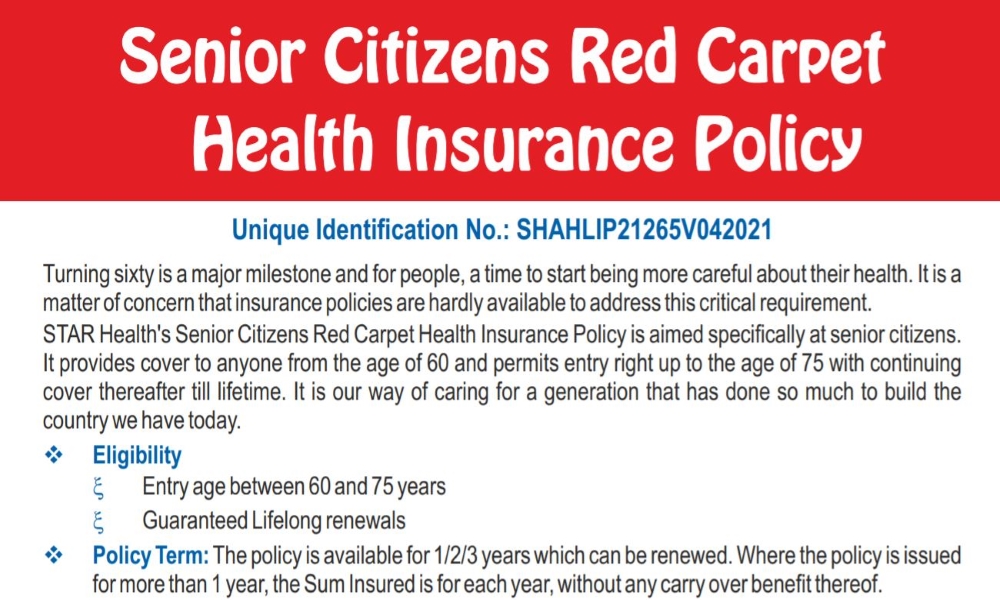 Senior Citizens Red Carpet
Health Insurance Policy
Unique Identification No.: SHAHLIP21265V042021
Turning sixty is a major milestone and for people, a time to start being more careful about their health. It is a
matter of concern that insurance policies are hardly available to address this critical requirement.
STAR Health's Senior Citizens Red Carpet Health Insurance Policy is aimed specifically at senior citizens.
It provides cover to anyone from the age of 60 and permits entry right up to the age of 75 with continuing
cover thereafter till lifetime. It is our way of caring for a generation that has done so much to build the
country we have today.
❖ Eligibility
ξ Entry age between 60 and 75 years
ξ Guaranteed Lifelong renewals
❖ Policy Term: The policy is available for 1/2/3 years which can be renewed. Where the policy is issued
for more than 1 year, the Sum Insured is for each year, without any carry over benefit thereof.